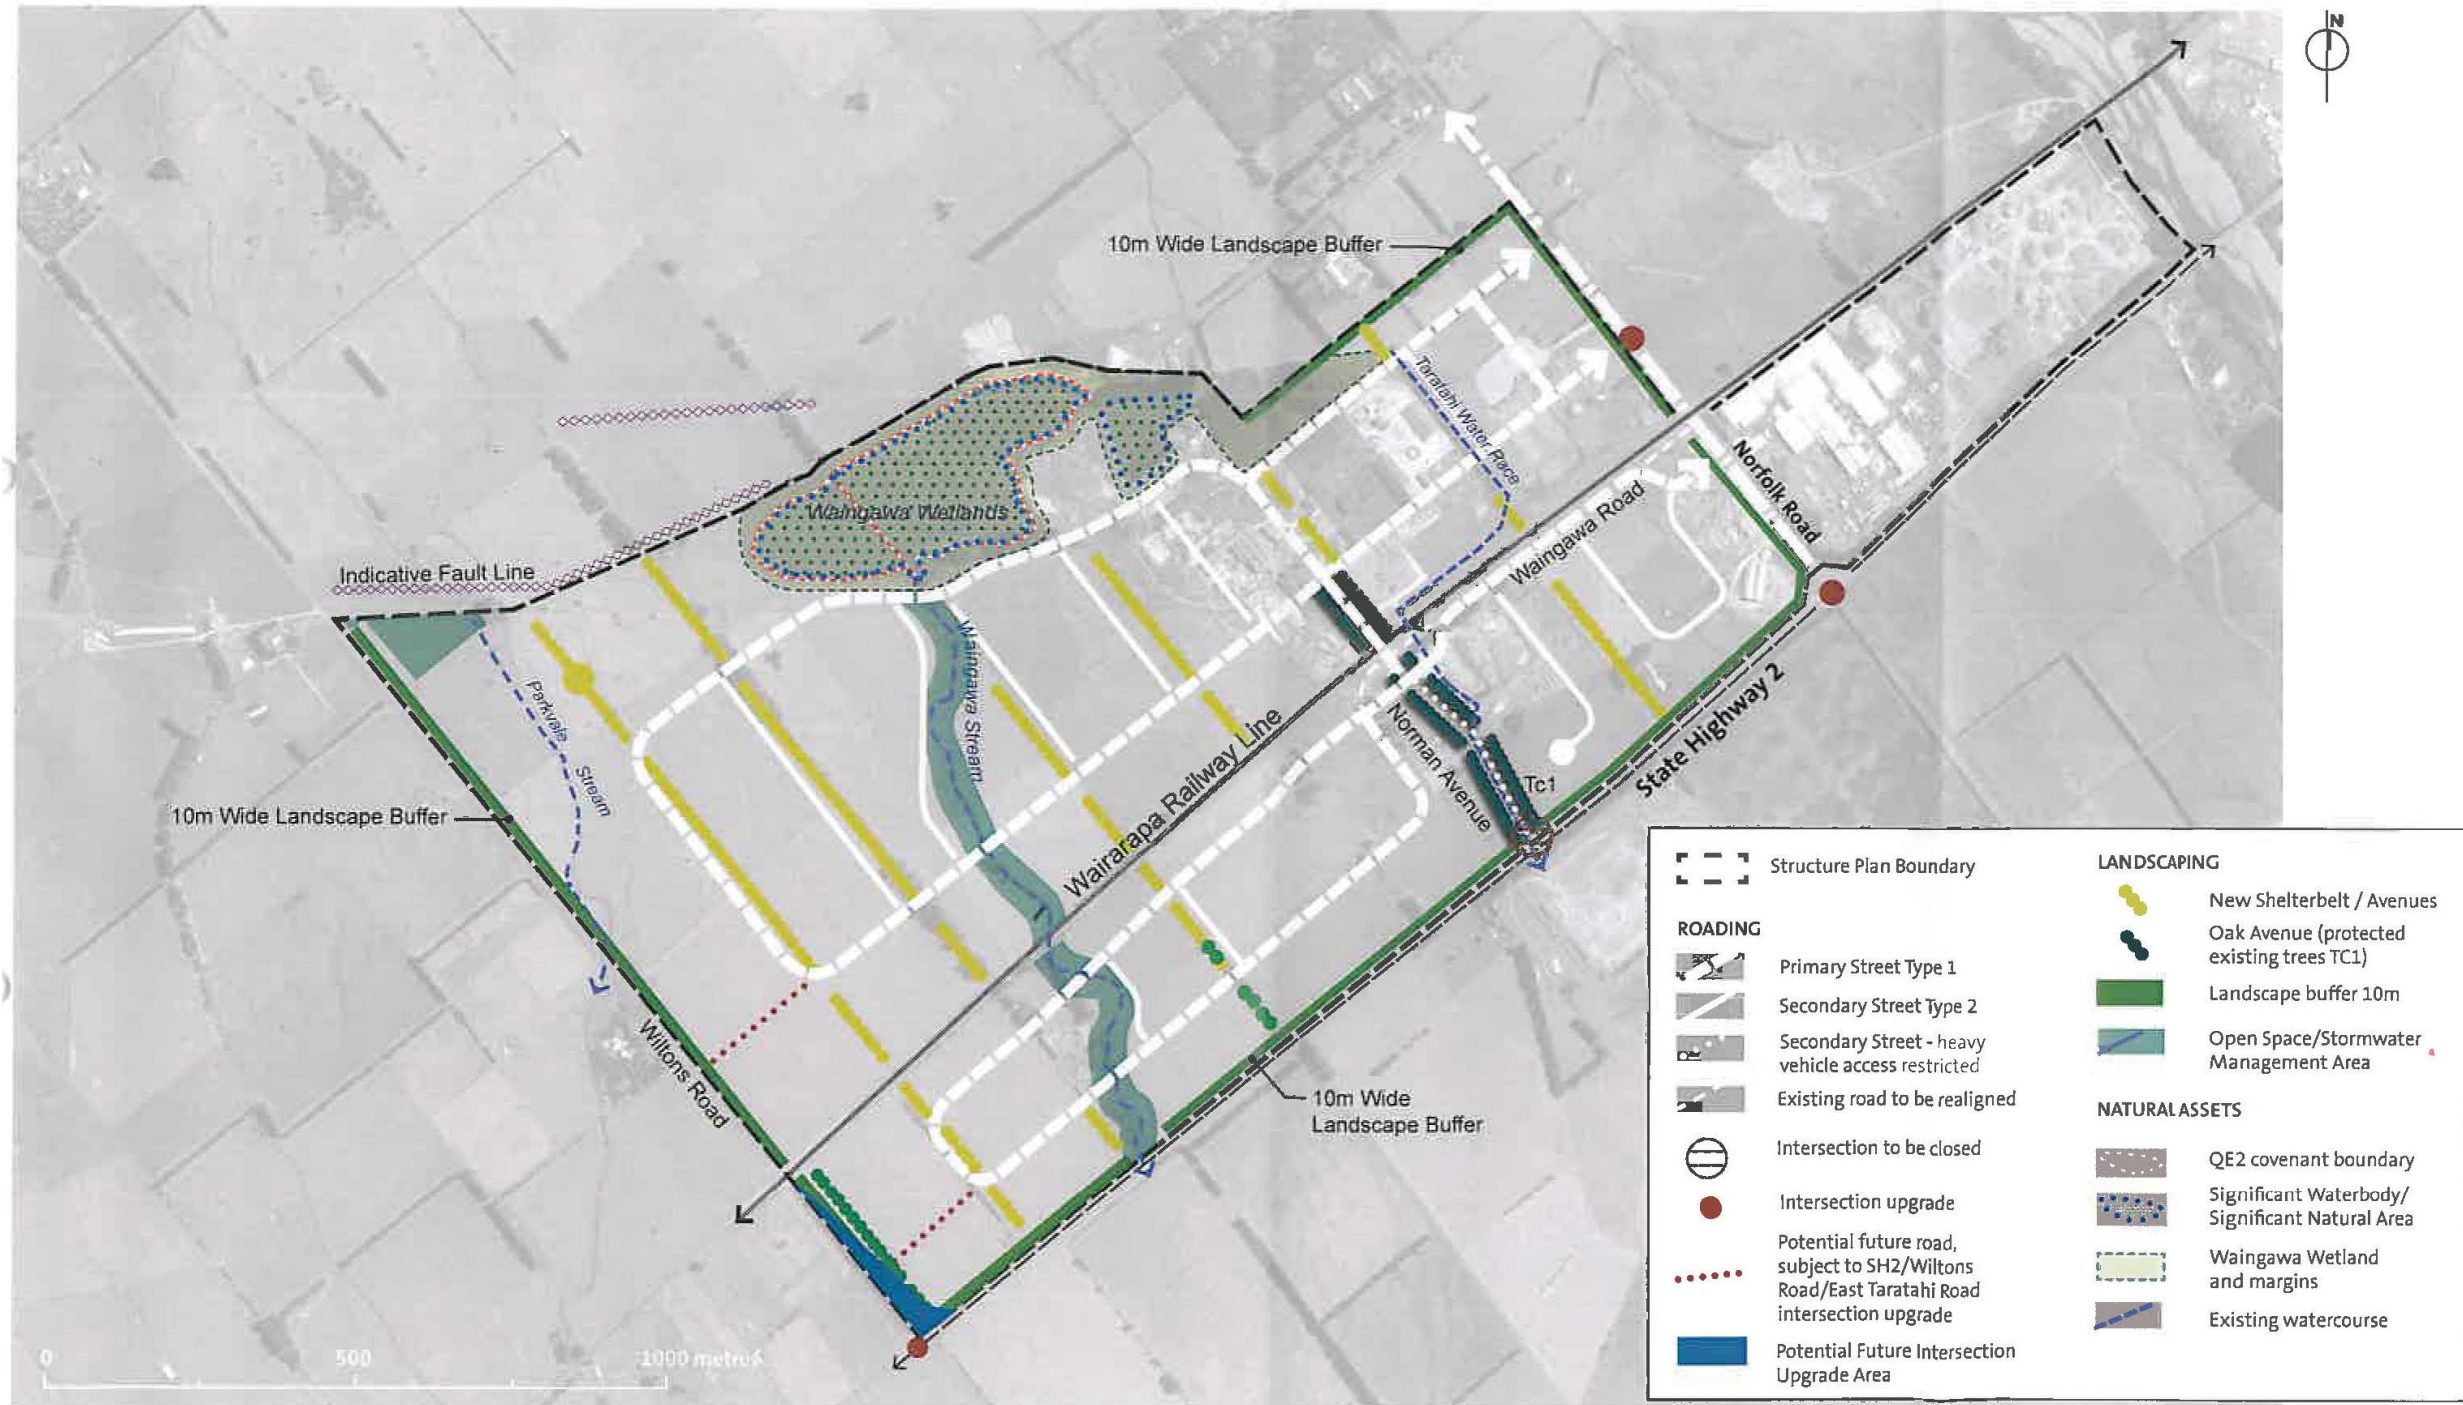 N
10m Wide Landscape Buffer
Taratahi Water Race
Norfolk Road
Waingawa Road
Waingawa Wetlands
Indicative Fault Line
Parkvale Stream
Waingawa Stream
Wairarapa Railway Line
Norman Avenue
Tc1
State Highway 2
10m Wide Landscape Buffer
Wiltons Road
10m Wide
Landscape Buffer
0 500 1000 metres
Structure Plan Boundary
ROADING
Primary Street Type 1
Secondary Street Type 2
Secondary Street - heavy
vehicle access restricted
Existing road to be realigned
Intersection to be closed
Intersection upgrade
Potential future road,
subject to SH2/Wiltons
Road/East Taratahi Road
intersection upgrade
Potential Future Intersection
Upgrade Area
LANDSCAPING
New Shelterbelt / Avenues
Oak Avenue (protected
existing trees TC1)
Landscape buffer 10m
Open Space/Stormwater
Management Area
NATURAL ASSETS
QE2 covenant boundary
Significant Waterbody/
Significant Natural Area
Waingawa Wetland
and margins
Existing watercourse